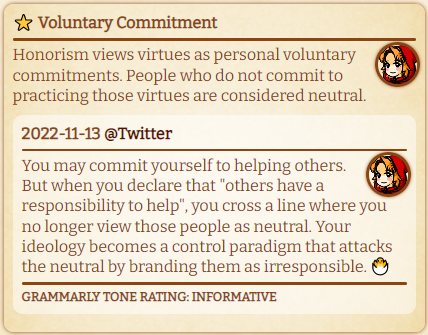 Voluntary Commitment
Honorism views virtues as personal voluntary
commitments. People who do not commit to
practicing those virtues are considered neutral.
2022-11-13 @Twitter
You may commit yourself to helping others.
But when you declare that "others have a
responsibility to help", you cross a line where you
no longer view those people as neutral. Your
ideology becomes a control paradigm that attacks
the neutral by branding them as irresponsible.
GRAMMARLY TONE RATING: INFORMATIVE